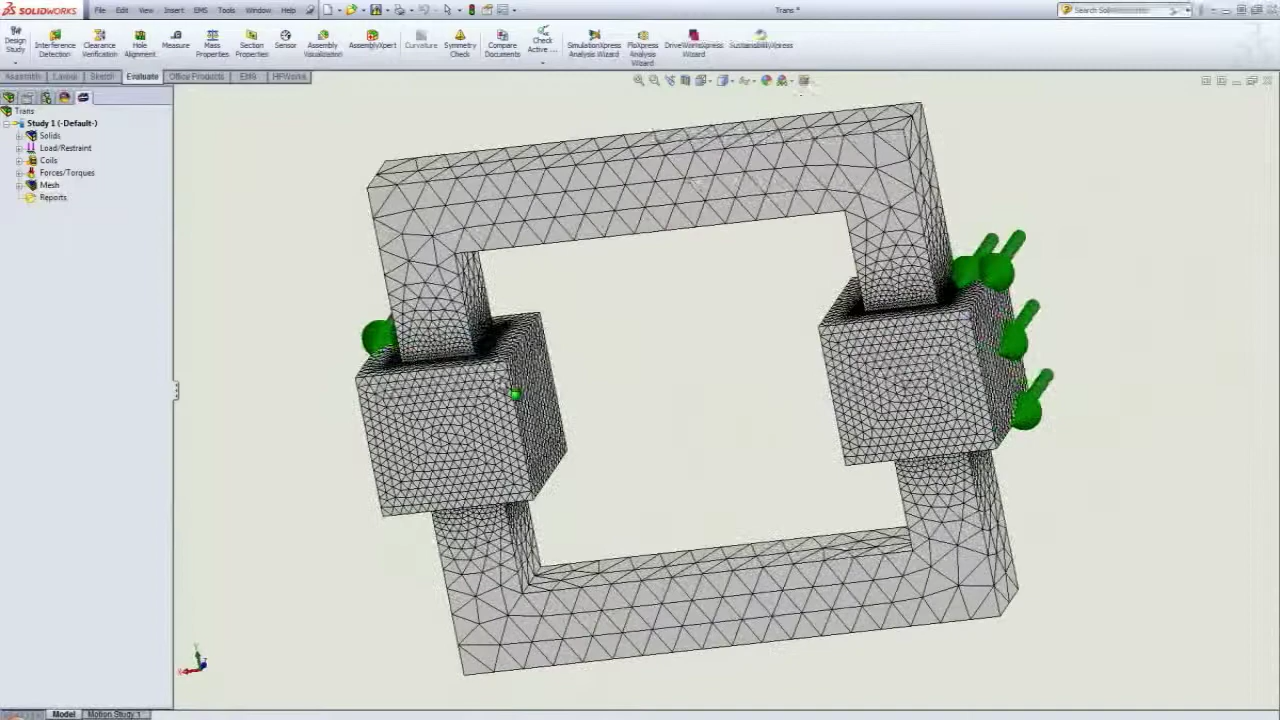 SOLIDWORKS File Edit View Insert EMS Tools Window Help Trans *
Design Study
Interference Detection
Clearance Verification
Hole Alignment
Measure
Mass Properties
Section Properties
Sensor
Assembly Visualization
AssemblyXpert
Curvature
Symmetry Check
Compare Documents
Check Active ...
SimulationXpress Analysis Wizard
FloXpress Analysis Wizard
DriveWorksXpress Wizard
SustainabilityXpress
Assembly Layout Sketch Evaluate Office Products EMS HFWorks
Trans
Study 1 (-Default-)
Solids
Load/Restraint
Coils
Forces/Torques
Mesh
Reports
Model Motion Study 1